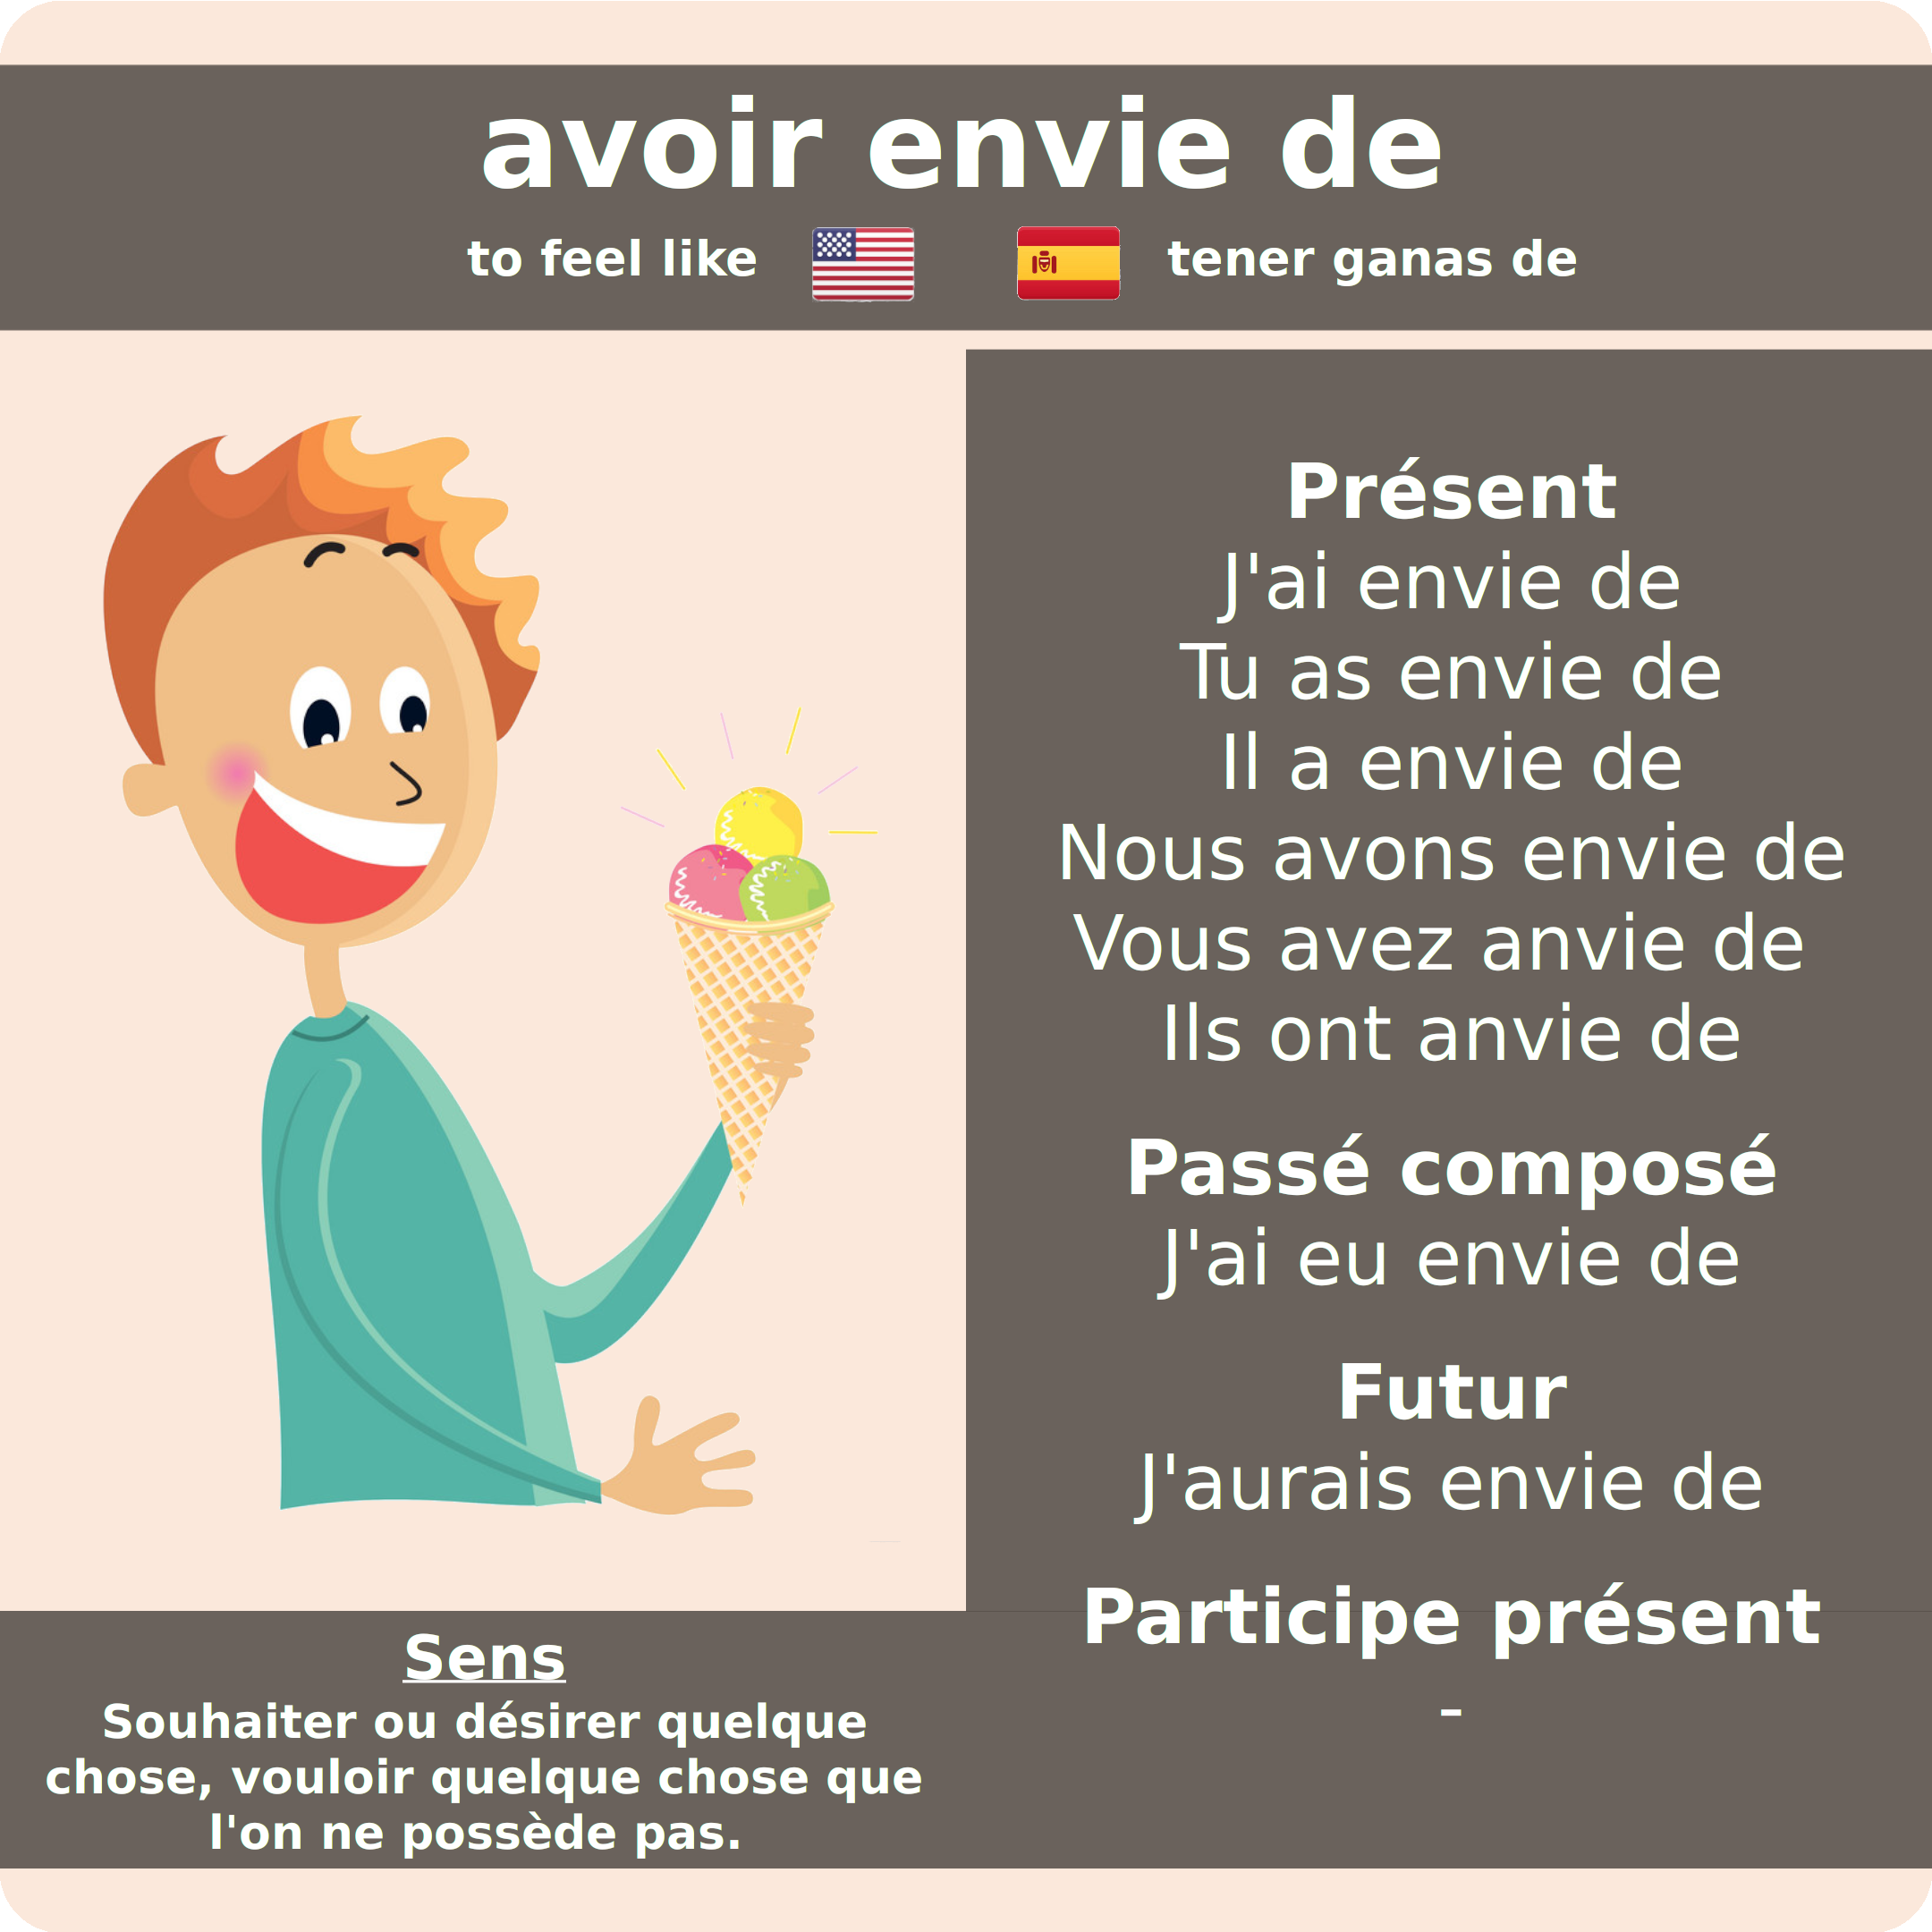 avoir envie de
to feel like
tener ganas de
Présent
J'ai envie de
Tu as envie de
Il a envie de
Nous avons envie de
Vous avez anvie de
Ils ont anvie de
Passé composé
J'ai eu envie de
Futur
J'aurais envie de
Participe présent
-
Sens
Souhaiter ou désirer quelque
chose, vouloir quelque chose que
l'on ne possède pas.